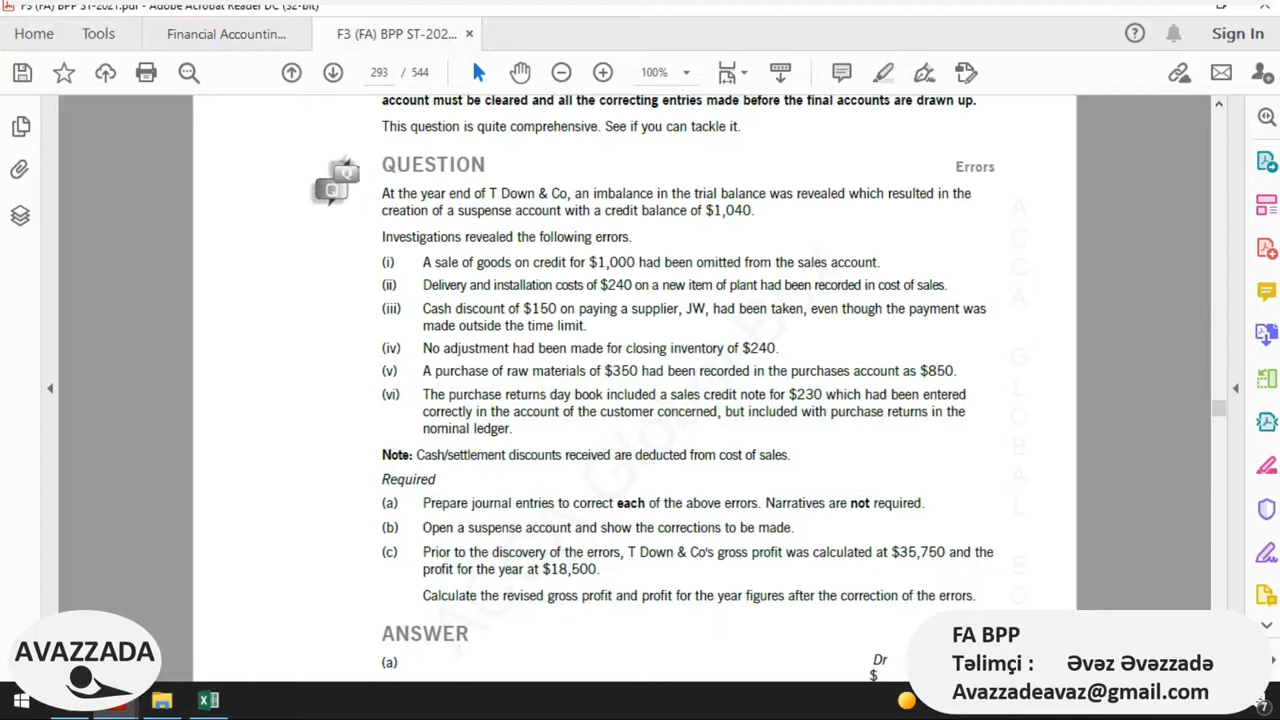 F3 (FA) BPP ST-2021.pdf - Adobe Acrobat Reader DC (32-bit)
Home Tools Financial Accountin... F3 (FA) BPP ST-202... × Sign In
293 / 544 100%
account must be cleared and all the correcting entries made before the final accounts are drawn up.
This question is quite comprehensive. See if you can tackle it.
QUESTION Errors
At the year end of T Down & Co, an imbalance in the trial balance was revealed which resulted in the
creation of a suspense account with a credit balance of $1,040.
Investigations revealed the following errors.
(i) A sale of goods on credit for $1,000 had been omitted from the sales account.
(ii) Delivery and installation costs of $240 on a new item of plant had been recorded in cost of sales.
(iii) Cash discount of $150 on paying a supplier, JW, had been taken, even though the payment was
made outside the time limit.
(iv) No adjustment had been made for closing inventory of $240.
(v) A purchase of raw materials of $350 had been recorded in the purchases account as $850.
(vi) The purchase returns day book included a sales credit note for $230 which had been entered
correctly in the account of the customer concerned, but included with purchase returns in the
nominal ledger.
Note: Cash/settlement discounts received are deducted from cost of sales.
Required
(a) Prepare journal entries to correct each of the above errors. Narratives are not required.
(b) Open a suspense account and show the corrections to be made.
(c) Prior to the discovery of the errors, T Down & Co's gross profit was calculated at $35,750 and the
profit for the year at $18,500.
Calculate the revised gross profit and profit for the year figures after the correction of the errors.
ANSWER
(a) Dr
$
AVAZZADA
FA BPP
Təlimçi : Əvəz Əvəzzadə
Avazzadeavaz@gmail.com